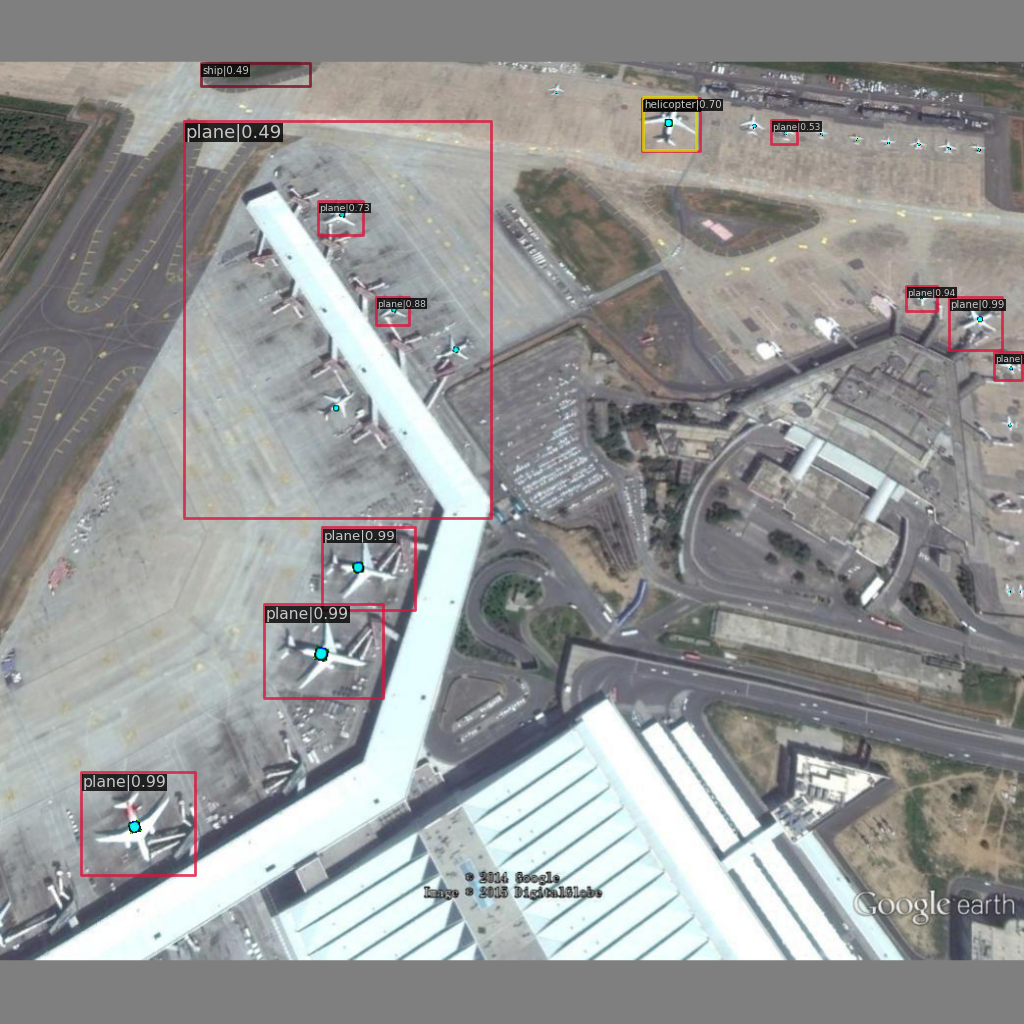 ship|0.49
helicopter|0.70
plane|0.53
plane|0.49
plane|0.73
plane|0.94
plane|0.88
plane|0.99
plane|
plane|0.99
plane|0.99
plane|0.99
© 2014 Google
Image © 2015 DigitalGlobe
Google earth